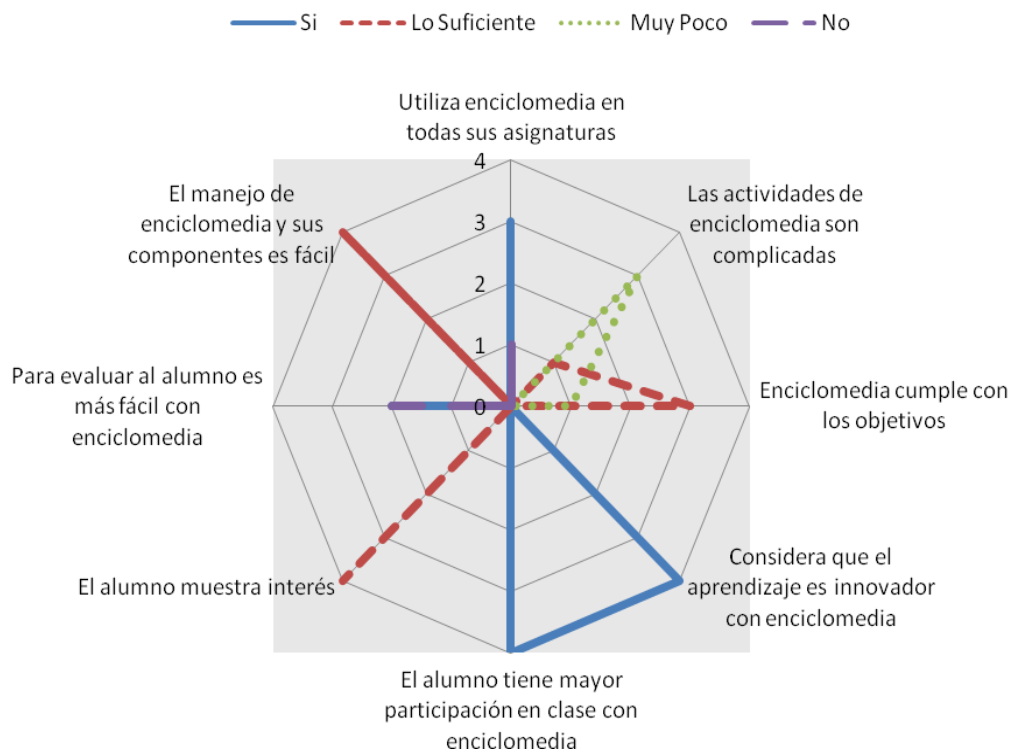 Si Lo Suficiente Muy Poco No
Utiliza enciclomedia en
todas sus asignaturas
4
3
2
1
0
Las actividades de
enciclomedia son
complicadas
Enciclomedia cumple con
los objetivos
Considera que el
aprendizaje es innovador
con enciclomedia
El alumno tiene mayor
participación en clase con
enciclomedia
El alumno muestra interés
Para evaluar al alumno es
más fácil con
enciclomedia
El manejo de
enciclomedia y sus
componentes es fácil